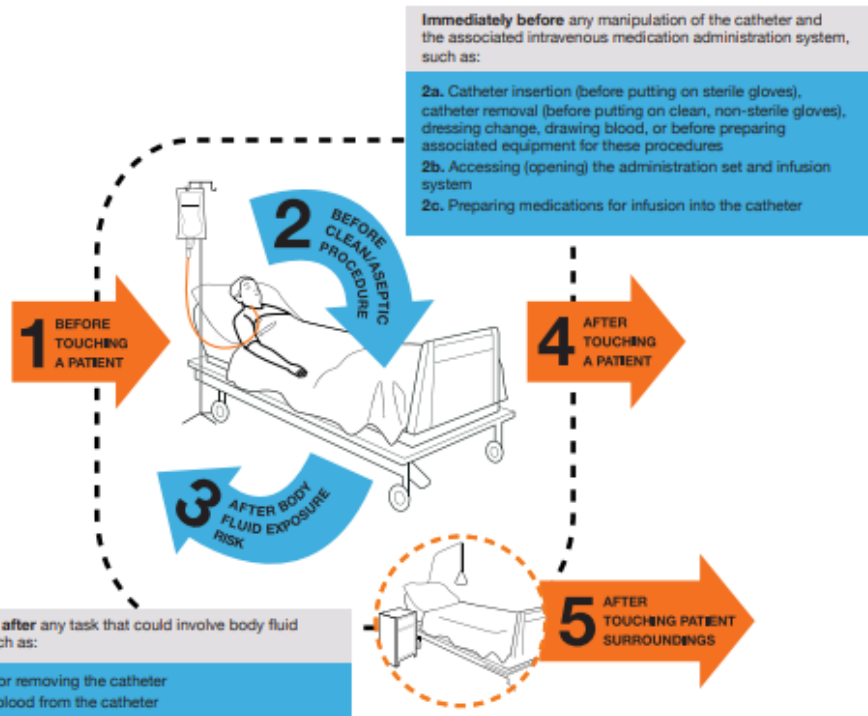 Immediately before any manipulation of the catheter and
the associated intravenous medication administration system,
such as:
2a. Catheter insertion (before putting on sterile gloves),
catheter removal (before putting on clean, non-sterile gloves),
dressing change, drawing blood, or before preparing
associated equipment for these procedures
2b. Accessing (opening) the administration set and infusion
system
2c. Preparing medications for infusion into the catheter
2 BEFORE
CLEAN/ASEPTIC
PROCEDURE
1 BEFORE
TOUCHING
A PATIENT
4 AFTER
TOUCHING
A PATIENT
3 AFTER BODY
FLUID EXPOSURE
RISK
5 AFTER
TOUCHING PATIENT
SURROUNDINGS
after any task that could involve body fluid
as:
or removing the catheter
blood from the catheter